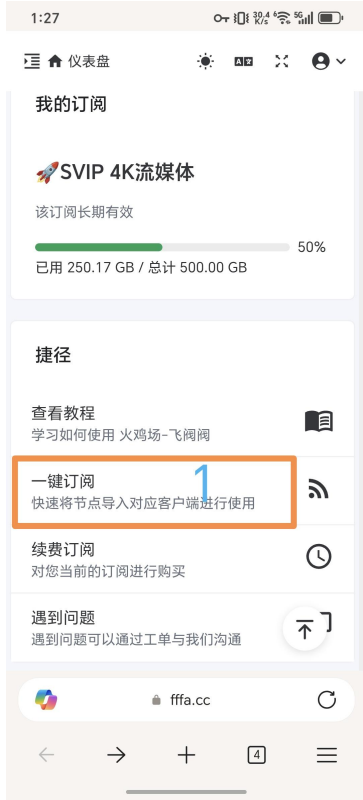 1:27
30.4 K/s
6
5G
仪表盘
我的订阅
🚀SVIP 4K流媒体
该订阅长期有效
50%
已用 250.17 GB / 总计 500.00 GB
捷径
查看教程
学习如何使用 火鸡场-飞阀阀
一键订阅
1
快速将节点导入对应客户端进行使用
续费订阅
对您当前的订阅进行购买
遇到问题
遇到问题可以通过工单与我们沟通
fffa.cc
4